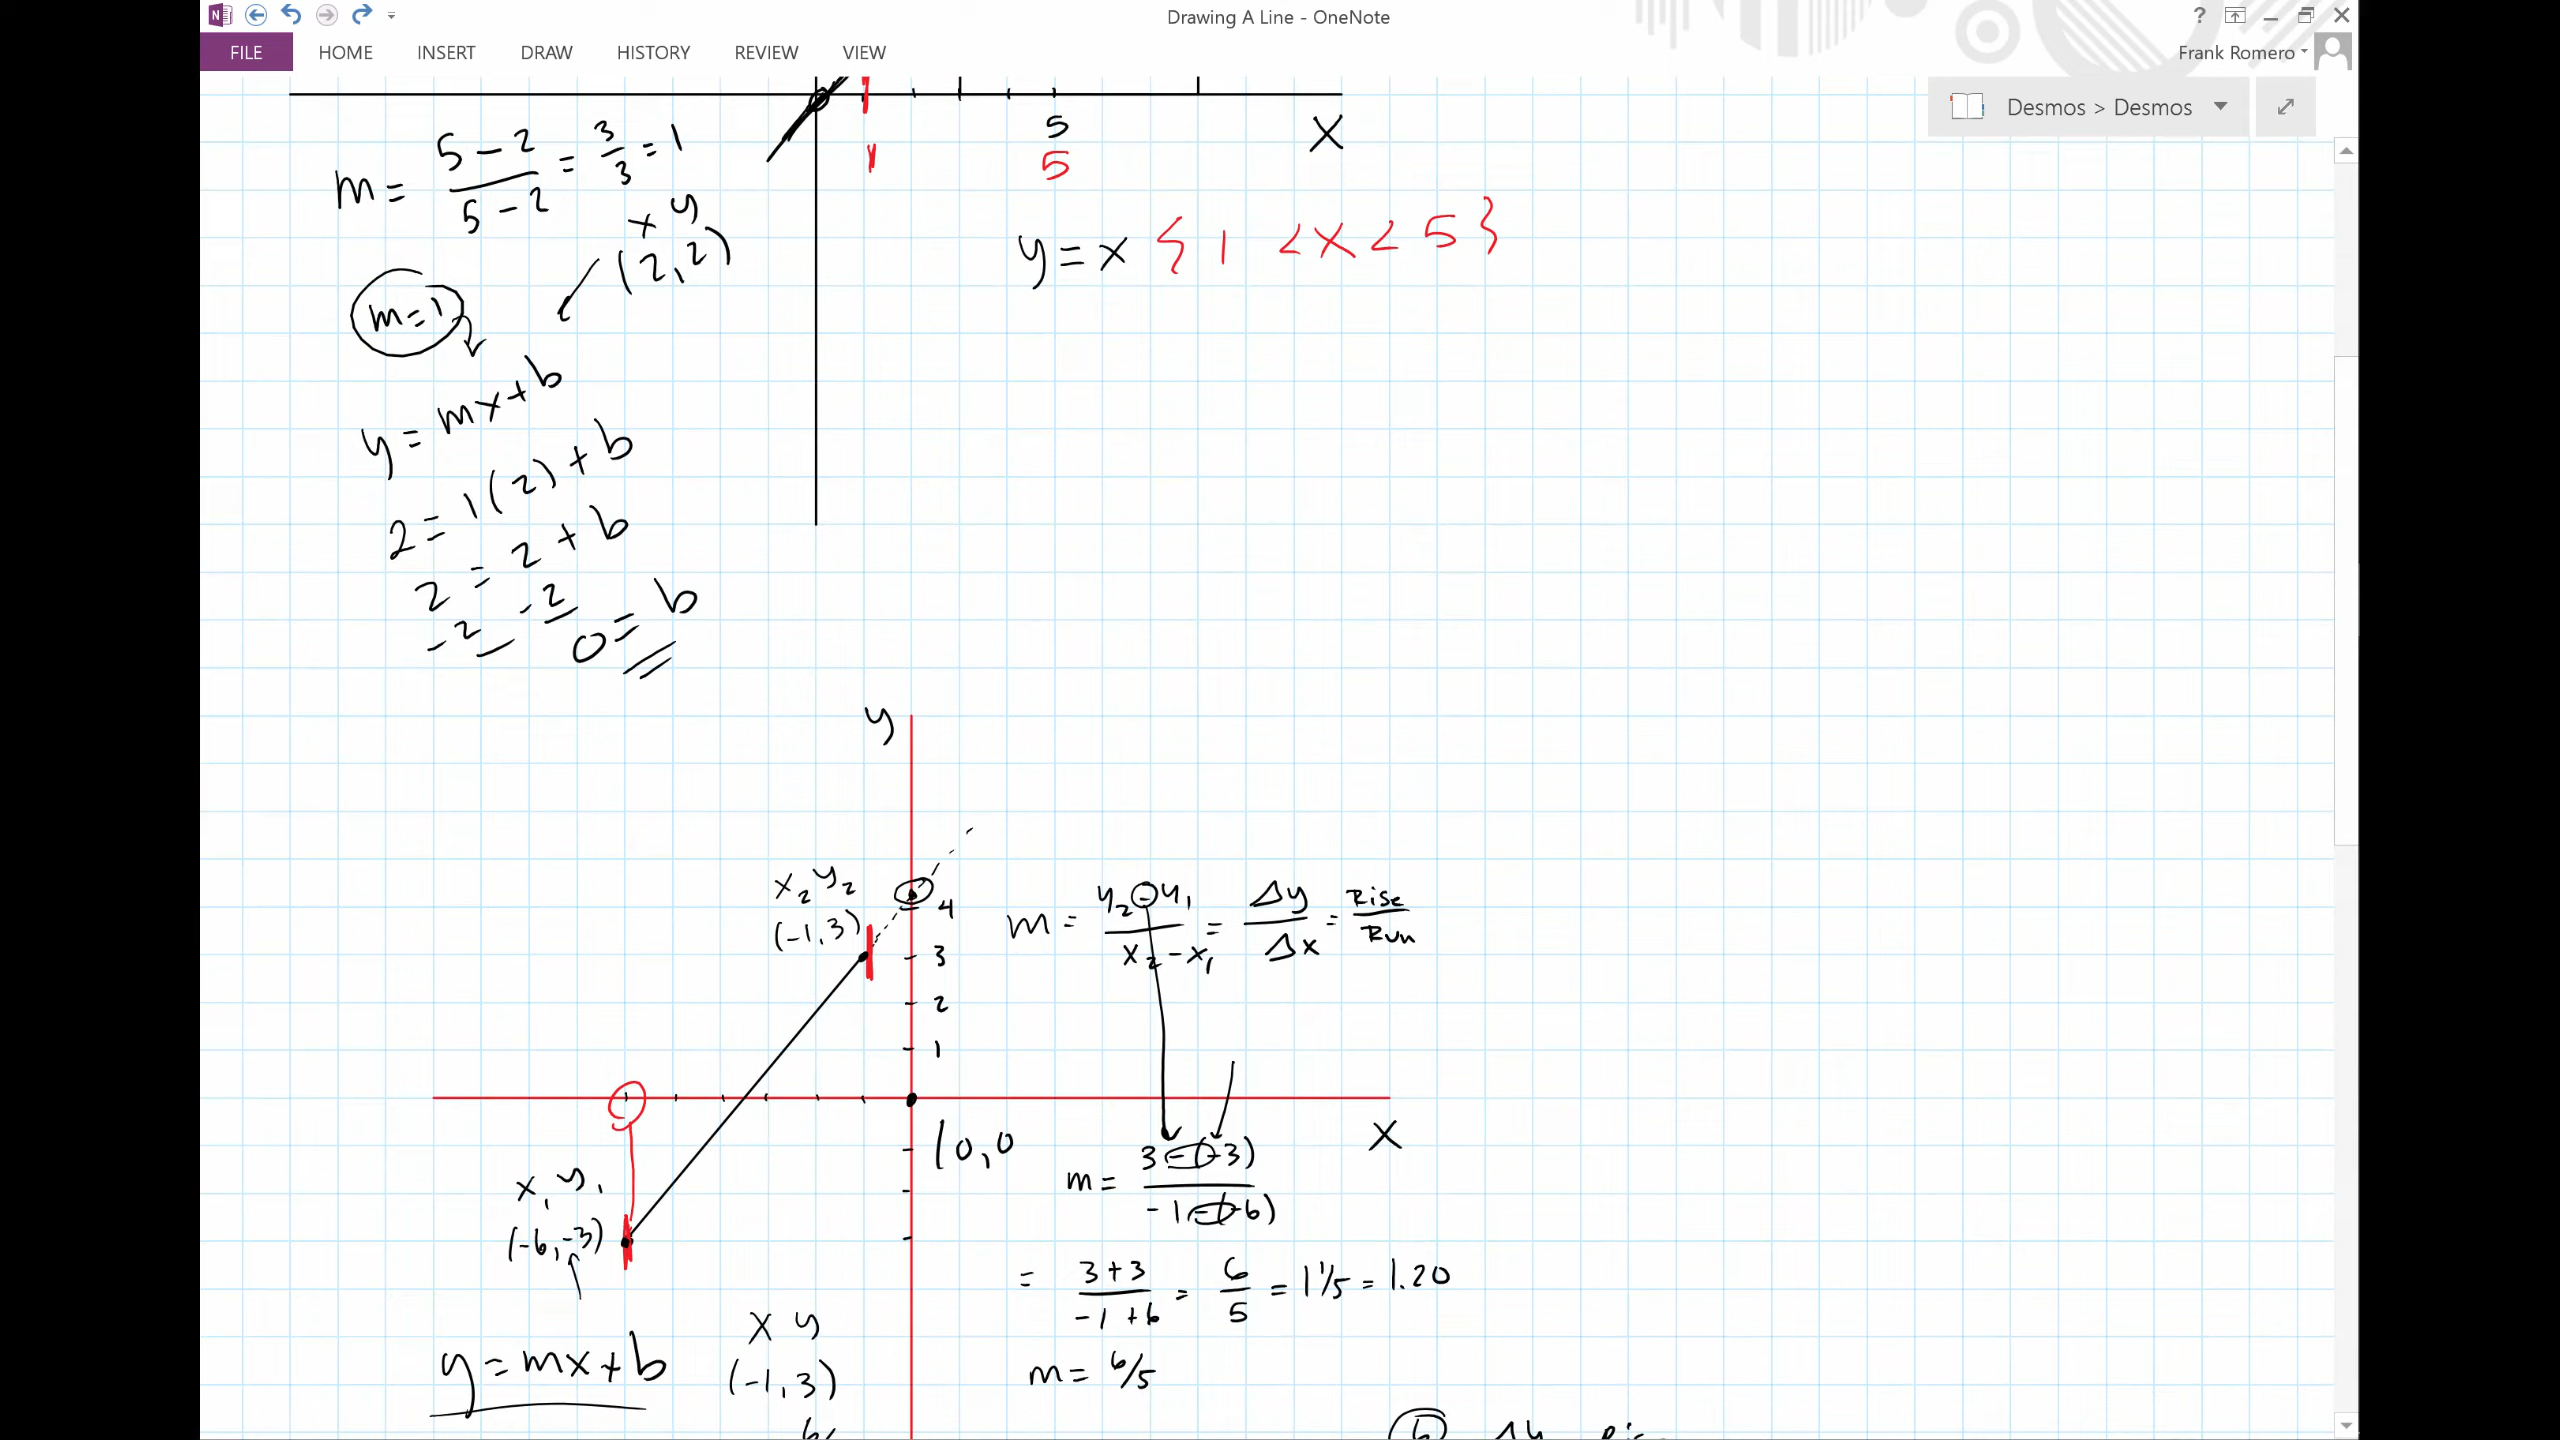 Drawing A Line - OneNote
?
FILE HOME INSERT DRAW HISTORY REVIEW VIEW
Frank Romero
Desmos > Desmos
5
X
1
5
m = 5 - 2 / 5 - 2 = 3/3 = 1
x y
(2,2)
y = x { 1 < x < 5 }
m = 1
y = mx + b
2 = 1(2) + b
2 = 2 + b
-2 -2
0 = b
y
x2 y2
(-1,3)
4
3
2
1
m = y2 - y1 / x2 - x1 = Δy / Δx = Rise / Run
(0,0
X
x1 y1
(-6,-3)
m = 3 - (-3) / -1 - (-6)
= 3+3 / -1+6 = 6/5 = 1 1/5 = 1.20
m = 6/5
y = mx + b
x y
(-1,3)